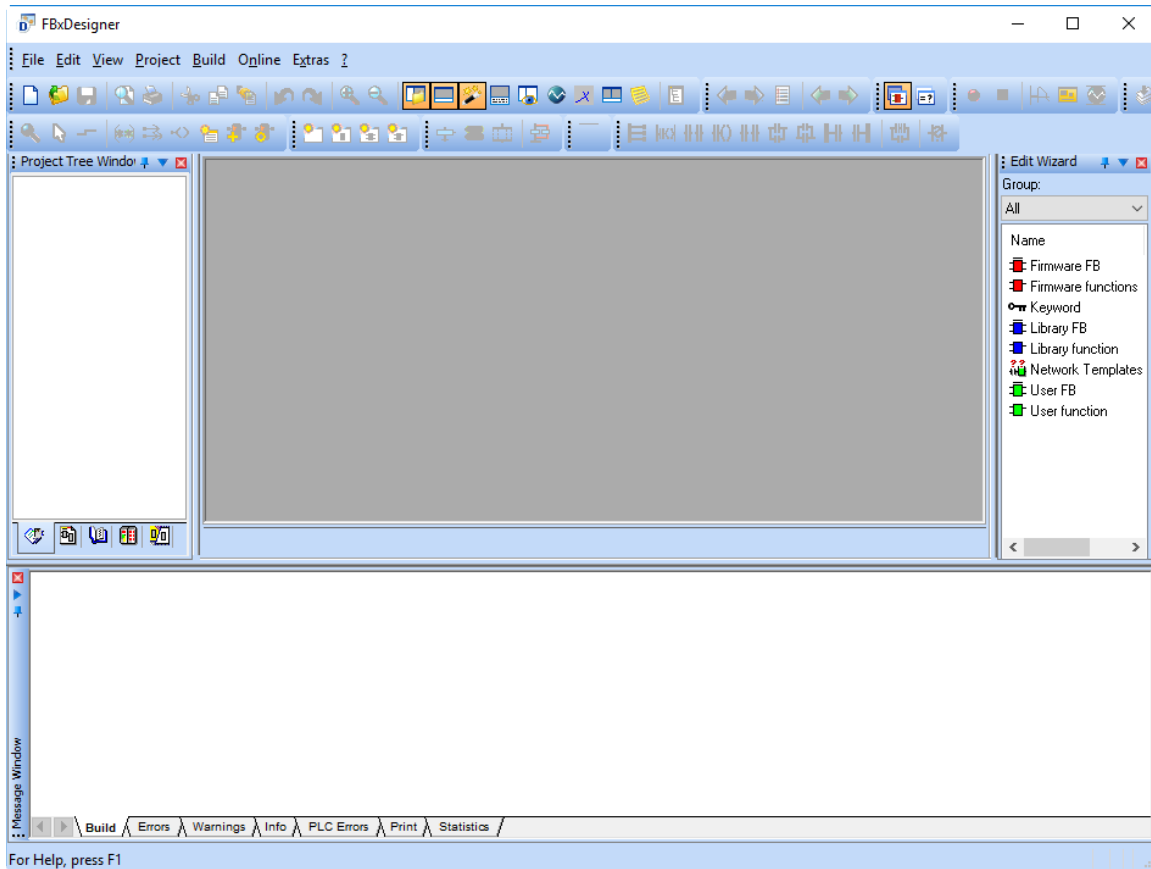 FBxDesigner
File Edit View Project Build Online Extras ?
Project Tree Windo
Edit Wizard
Group:
All
Name
Firmware FB
Firmware functions
Keyword
Library FB
Library function
Network Templates
User FB
User function
Message Window
Build Errors Warnings Info PLC Errors Print Statistics
For Help, press F1